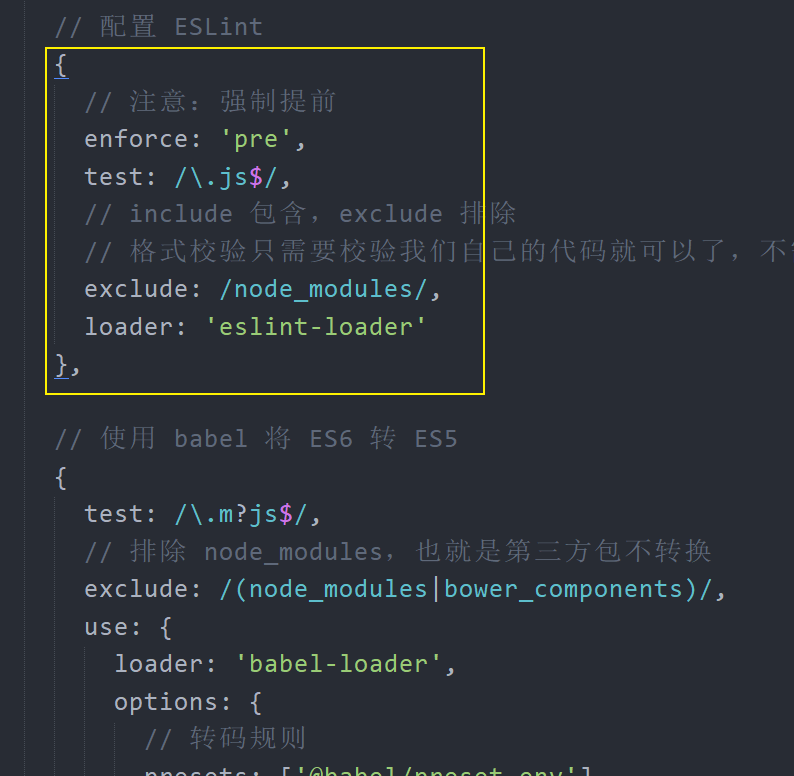 // 配置 ESLint
{
// 注意：强制提前
enforce: 'pre',
test: /\.js$/,
// include 包含，exclude 排除
// 格式校验只需要校验我们自己的代码就可以了，不
exclude: /node_modules/,
loader: 'eslint-loader'
},
// 使用 babel 将 ES6 转 ES5
{
test: /\.m?js$/,
// 排除 node_modules，也就是第三方包不转换
exclude: /(node_modules|bower_components)/,
use: {
loader: 'babel-loader',
options: {
// 转码规则
presets: ['@babel/preset-env']